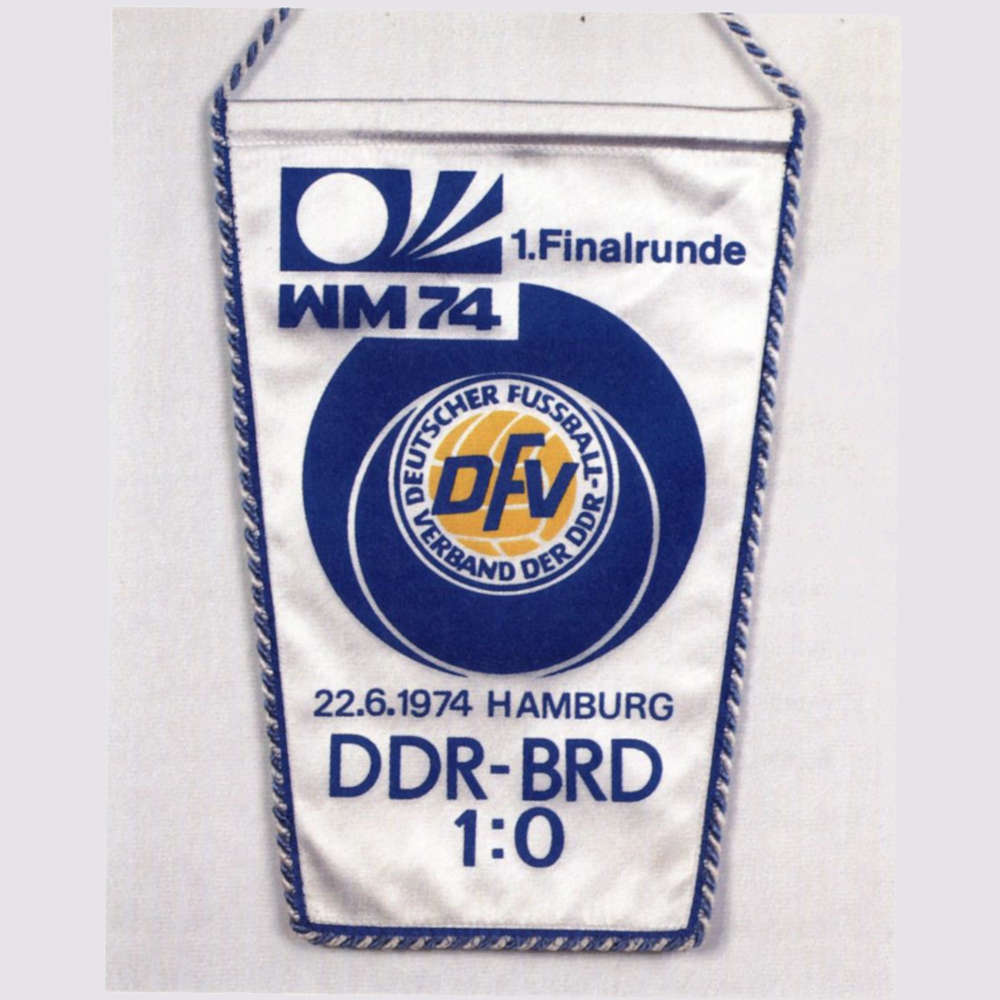 1.Finalrunde
WM 74
DEUTSCHER FUSSBALL-
VERBAND DER DDR
DFV
22.6.1974 HAMBURG
DDR-BRD
1:0